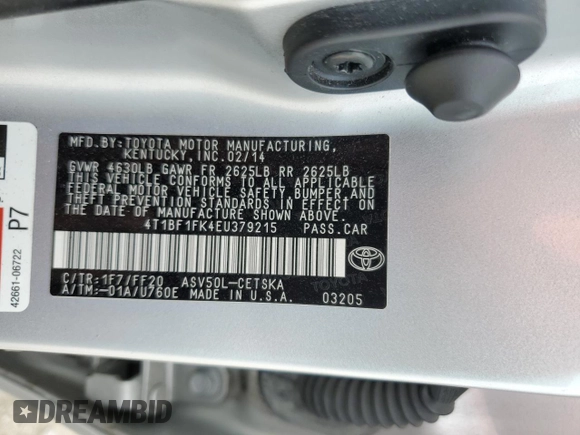 MFD.BY:TOYOTA MOTOR MANUFACTURING,
KENTUCKY, INC.02/14
GVWR 4630LB GAWR FR 2625LB RR 2625LB
THIS VEHICLE CONFORMS TO ALL APPLICABLE
FEDERAL MOTOR VEHICLE SAFETY, BUMPER AND
THEFT PREVENTION STANDARDS IN EFFECT ON
THE DATE OF MANUFACTURE SHOWN ABOVE.
4T1BF1FK4EU379215 PASS.CAR
C/TR:1F7/FF20 ASV50L-CETSKA
A/TM:-01A/U760E MADE IN U.S.A.
TOYOTA
03205
P7
42661-06722
DREAMBID